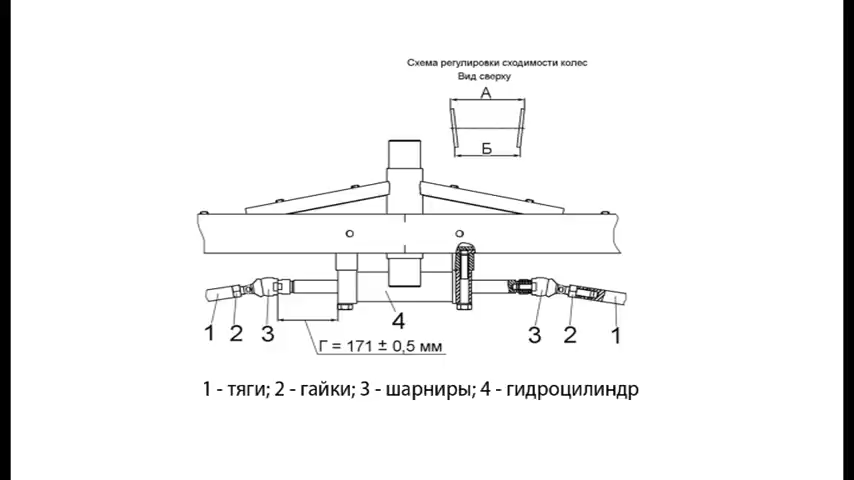 Схема регулировки сходимости колес
Вид сверху
А
Б
1 2 3 4 3 2 1
Г = 171 ± 0,5 мм
1 - тяги; 2 - гайки; 3 - шарниры; 4 - гидроцилиндр